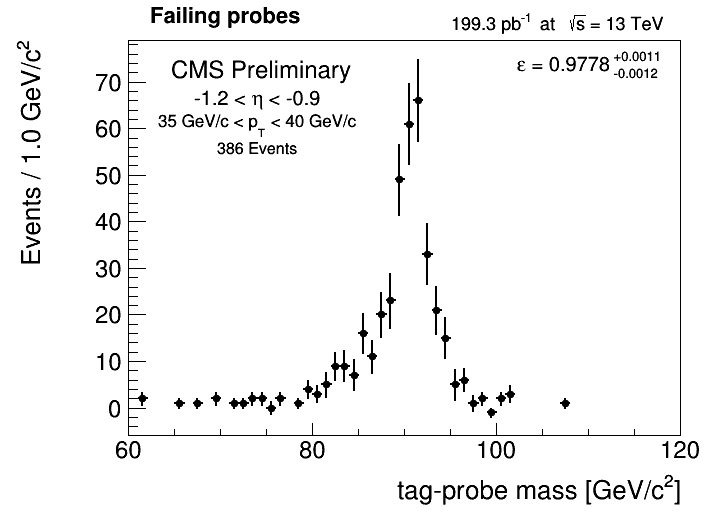 Failing probes
199.3 pb⁻¹ at √s = 13 TeV
CMS Preliminary
-1.2 < η < -0.9
35 GeV/c < p_T < 40 GeV/c
386 Events
ε = 0.9778 +0.0011 -0.0012
Events / 1.0 GeV/c²
70
60
50
40
30
20
10
0
60 80 100 120
tag-probe mass [GeV/c²]